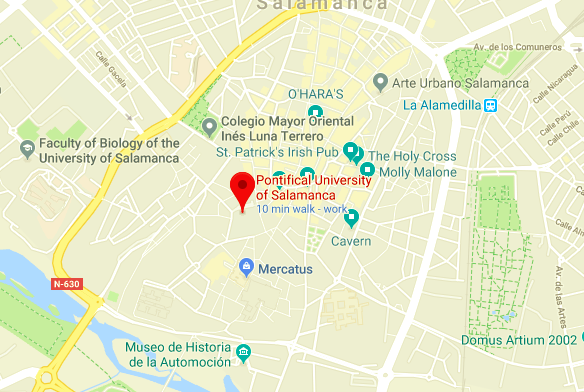 Salamanca
Av. de los Comuneros
Calle Gacela
Calle Nicaragua
Arte Urbano Salamanca
O'HARA'S
La Alamedilla
Calle Perú
Calle Chile
Colegio Mayor Oriental
Inés Luna Terrero
Faculty of Biology of the
University of Salamanca
St. Patrick's Irish Pub
The Holy Cross
Molly Malone
Pontifical University
of Salamanca
10 min walk - work
Cavern
Calle Alm
Mercatus
N-630
Av. de las Artes
Museo de Historia
de la Automoción
Domus Artium 2002